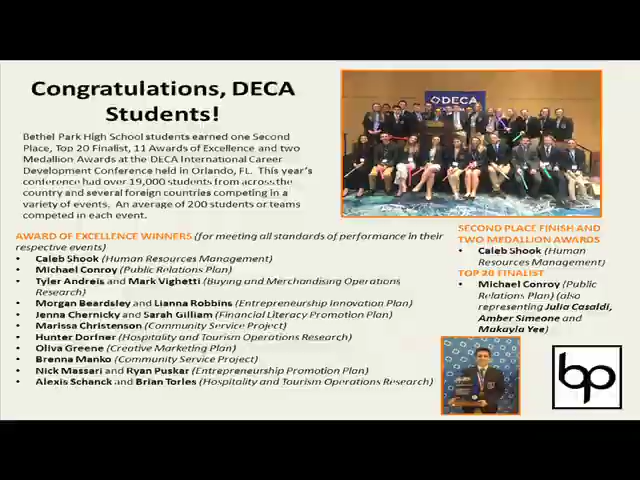 Congratulations, DECA
Students!
Bethel Park High School students earned one Second
Place, Top 20 Finalist, 11 Awards of Excellence and two
Medallion Awards at the DECA International Career
Development Conference held in Orlando, FL. This year's
conference had over 19,000 students from across the
country and several foreign countries competing in a
variety of events. An average of 200 students or teams
competed in each event.
DECA
AWARD OF EXCELLENCE WINNERS (for meeting all standards of performance in their
respective events)
• Caleb Shook (Human Resources Management)
• Michael Conroy (Public Relations Plan)
• Tyler Andreis and Mark Vighetti (Buying and Merchandising Operations
Research)
• Morgan Beardsley and Lianna Robbins (Entrepreneurship Innovation Plan)
• Jenna Chernicky and Sarah Gilliam (Financial Literacy Promotion Plan)
• Marissa Christenson (Community Service Project)
• Hunter Dorfner (Hospitality and Tourism Operations Research)
• Oliva Greene (Creative Marketing Plan)
• Brenna Manko (Community Service Project)
• Nick Massari and Ryan Puskar (Entrepreneurship Promotion Plan)
• Alexis Schanck and Brian Torles (Hospitality and Tourism Operations Research)
SECOND PLACE FINISH AND
TWO MEDALLION AWARDS
• Caleb Shook (Human
Resources Management)
TOP 20 FINALIST
• Michael Conroy (Public
Relations Plan) (also
representing Julia Casaldi,
Amber Simeone and
Makayla Yee)
bp